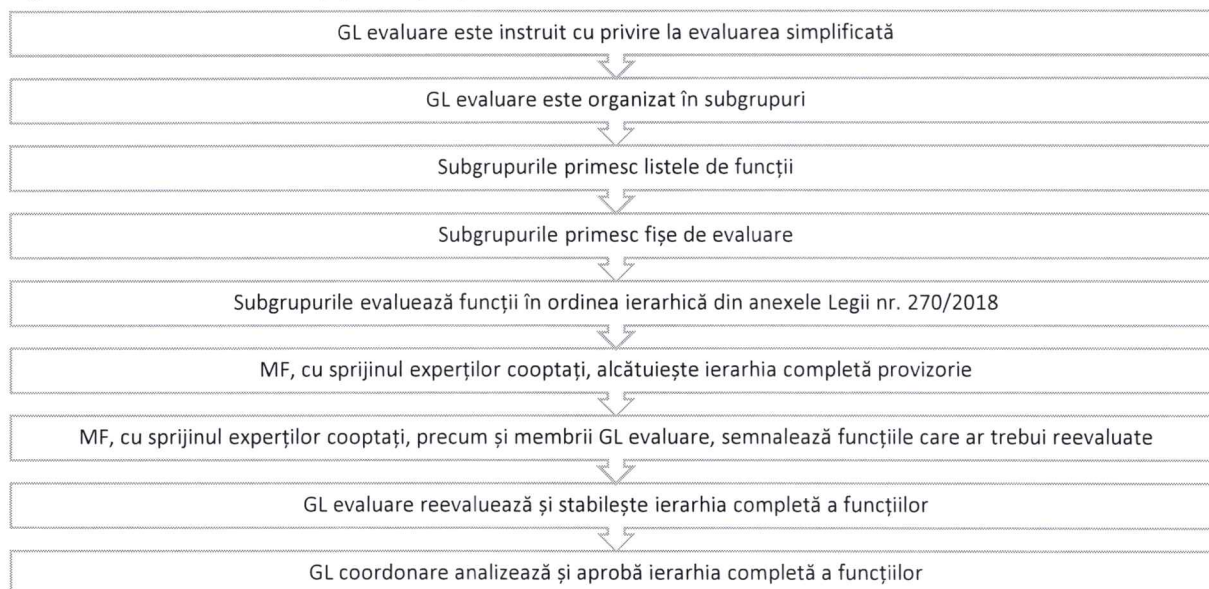 GL evaluare este instruit cu privire la evaluarea simplificată
GL evaluare este organizat în subgrupuri
Subgrupurile primesc listele de funcții
Subgrupurile primesc fișe de evaluare
Subgrupurile evaluează funcții în ordinea ierarhică din anexele Legii nr. 270/2018
MF, cu sprijinul experților cooptați, alcătuiește ierarhia completă provizorie
MF, cu sprijinul experților cooptați, precum și membrii GL evaluare, semnalează funcțiile care ar trebui reevaluate
GL evaluare reevaluează și stabilește ierarhia completă a funcțiilor
GL coordonare analizează și aprobă ierarhia completă a funcțiilor